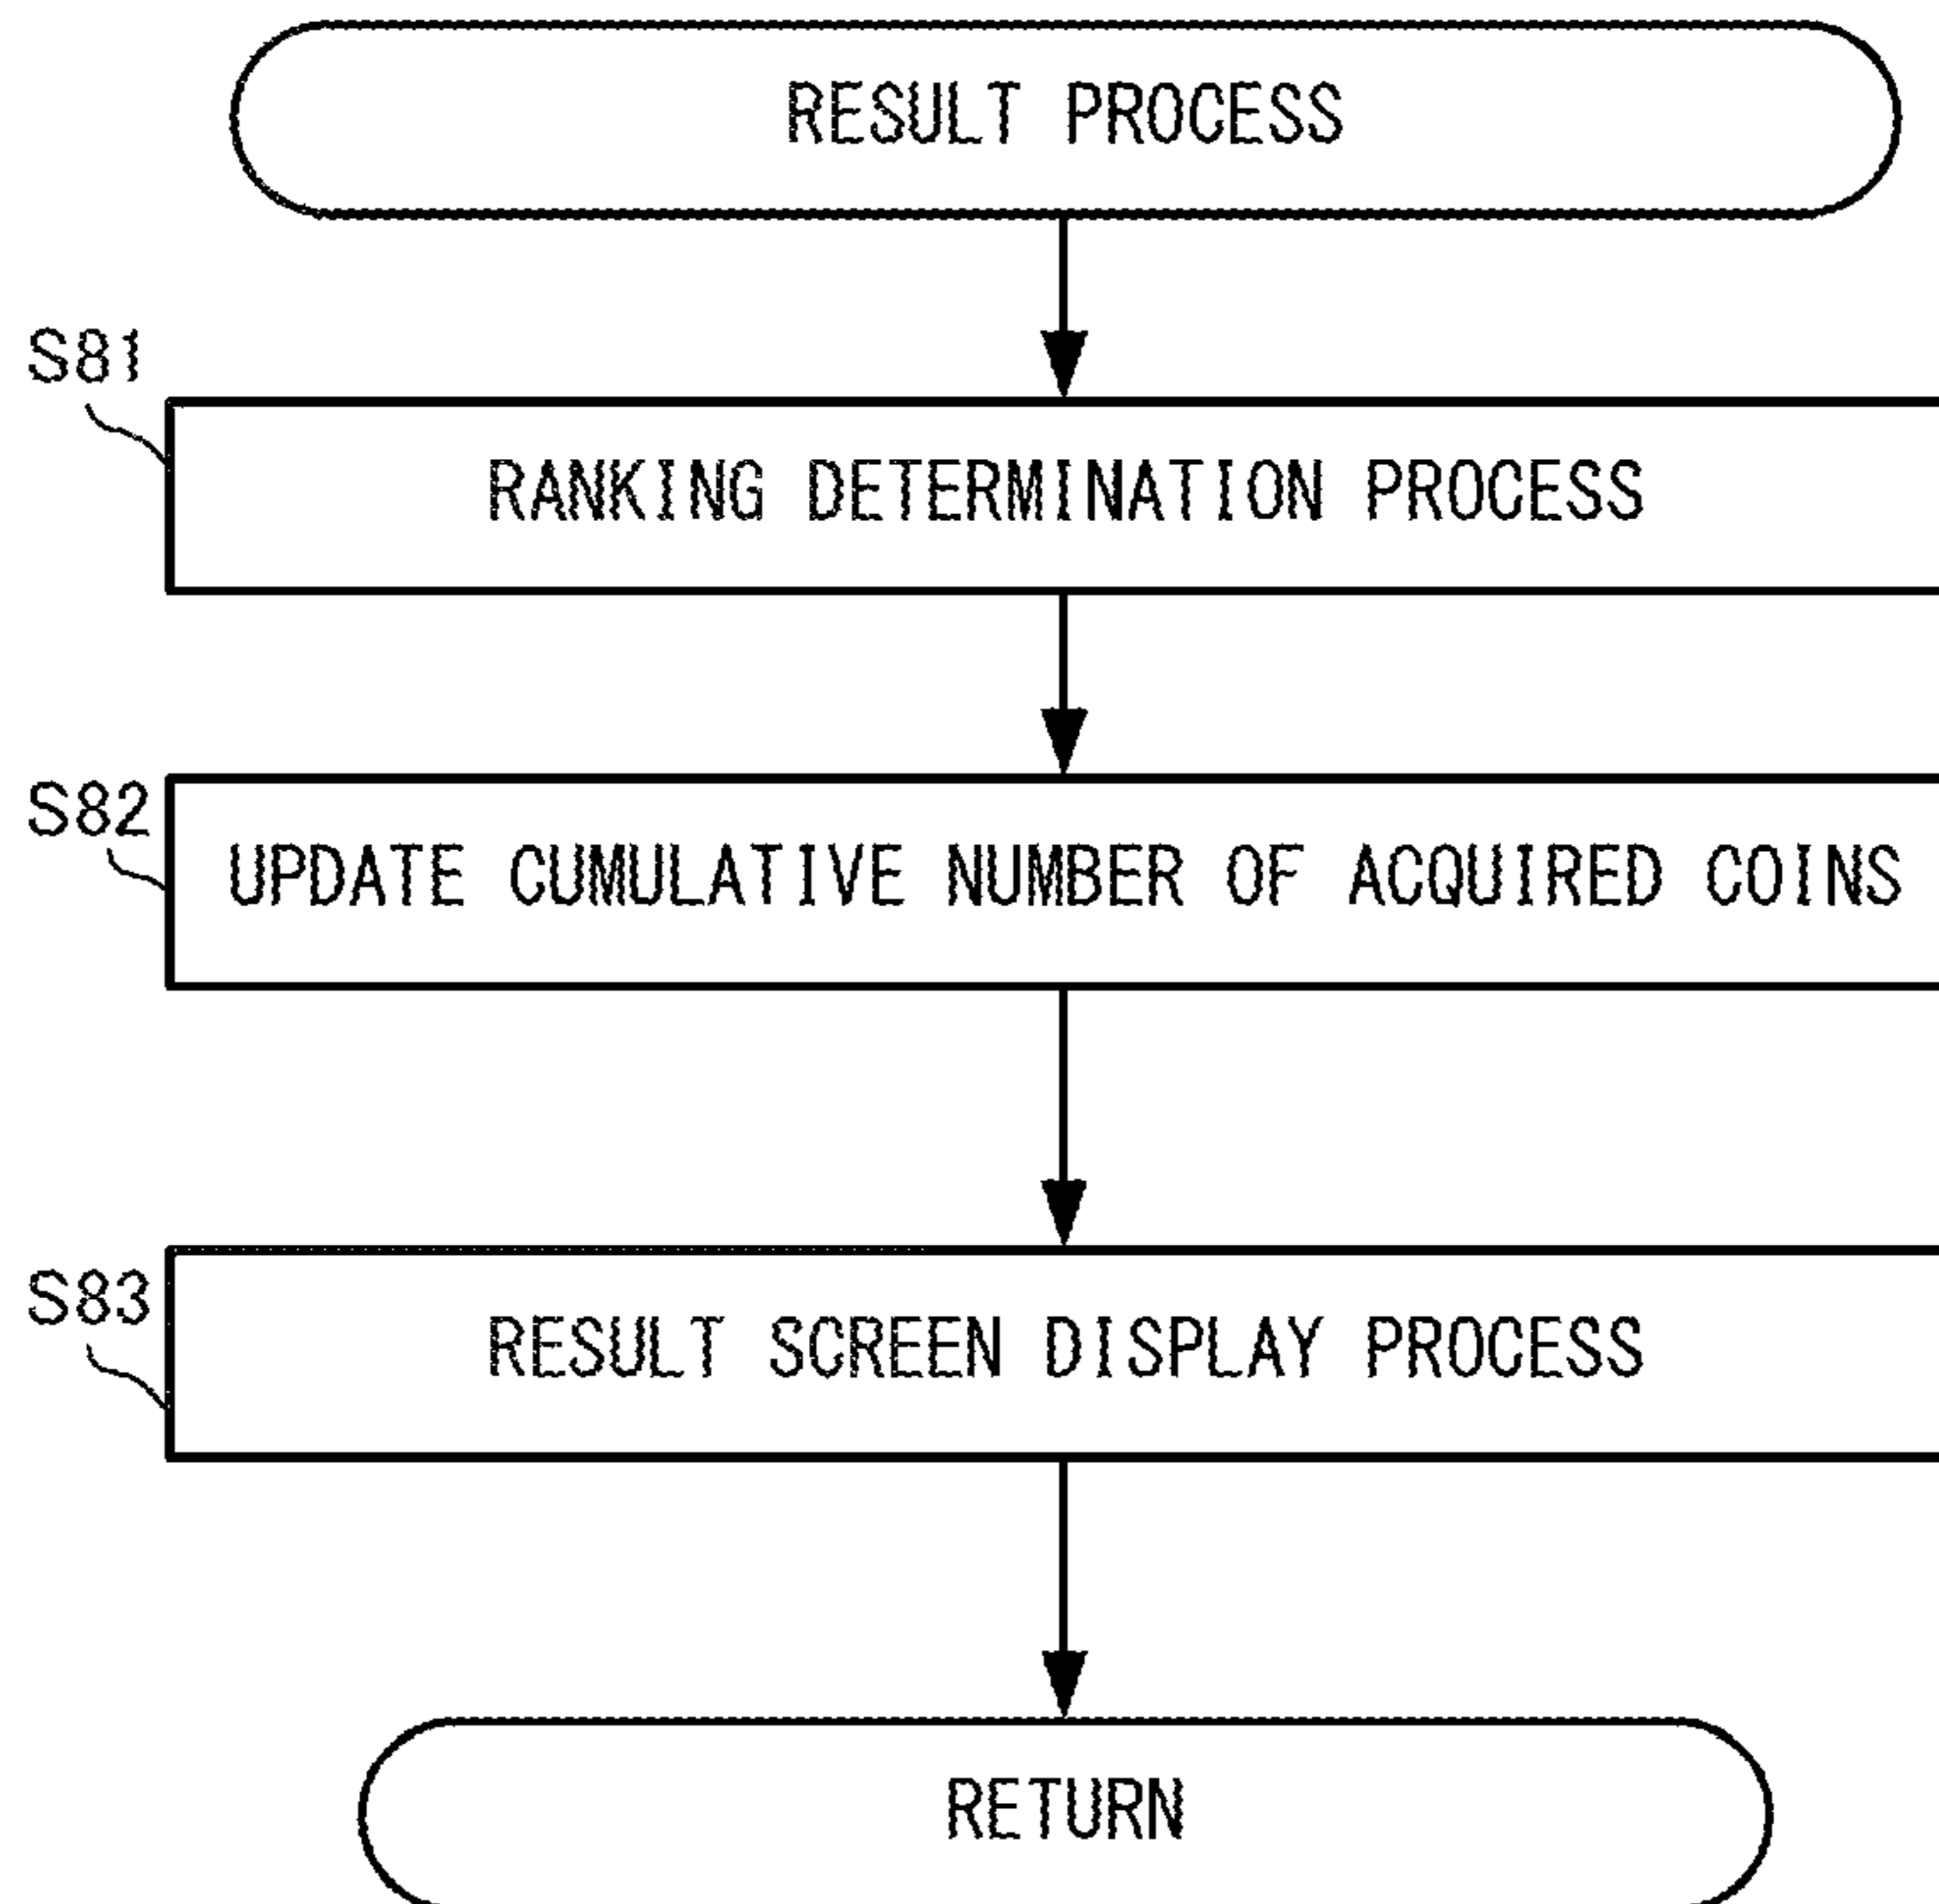 RESULT PROCESS
S81
RANKING DETERMINATION PROCESS
S82
UPDATE CUMULATIVE NUMBER OF ACQUIRED COINS
S83
RESULT SCREEN DISPLAY PROCESS
RETURN